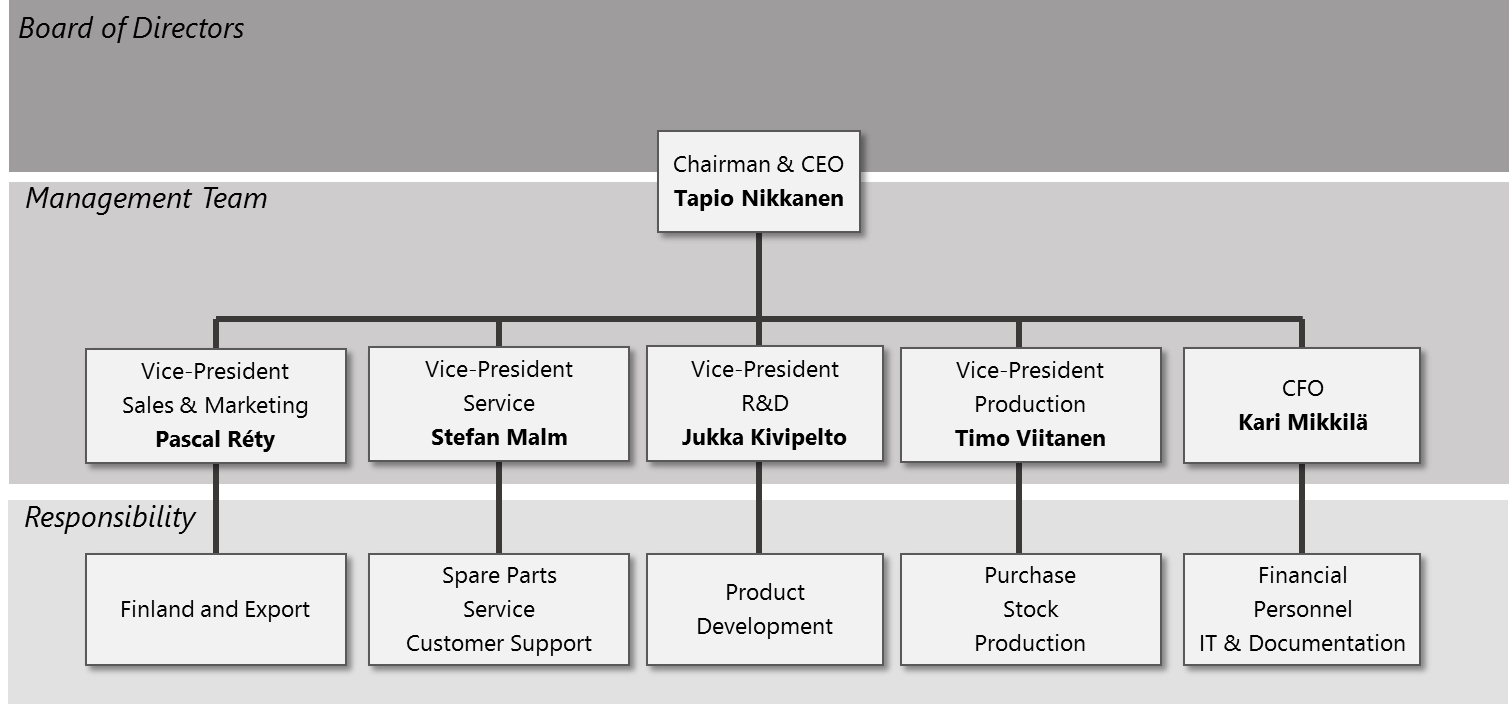 Board of Directors
Chairman & CEO
Tapio Nikkanen
Management Team
Vice-President
Sales & Marketing
Pascal Réty
Vice-President
Service
Stefan Malm
Vice-President
R&D
Jukka Kivipelto
Vice-President
Production
Timo Viitanen
CFO
Kari Mikkilä
Responsibility
Finland and Export
Spare Parts
Service
Customer Support
Product
Development
Purchase
Stock
Production
Financial
Personnel
IT & Documentation